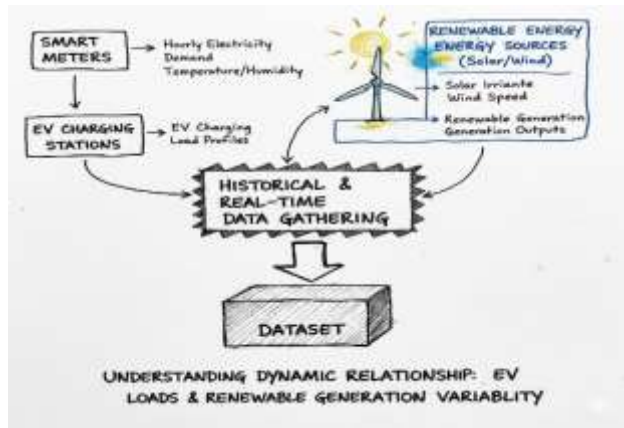 SMART
METERS
Hourly Electricity
Demand
Temperature/Humidity
EV CHARGING
STATIONS
EV Charging
Load Profiles
RENEWABLE ENERGY
ENERGY SOURCES
(Solar/Wind)
Solar Irriante
Wind Speed
Renewable Generation
Generation Outputs
HISTORICAL &
REAL-TIME
DATA GATHERING
DATASET
UNDERSTANDING DYNAMIC RELATIONSHIP: EV
LOADS & RENEWABLE GENERATION VARIABLITY